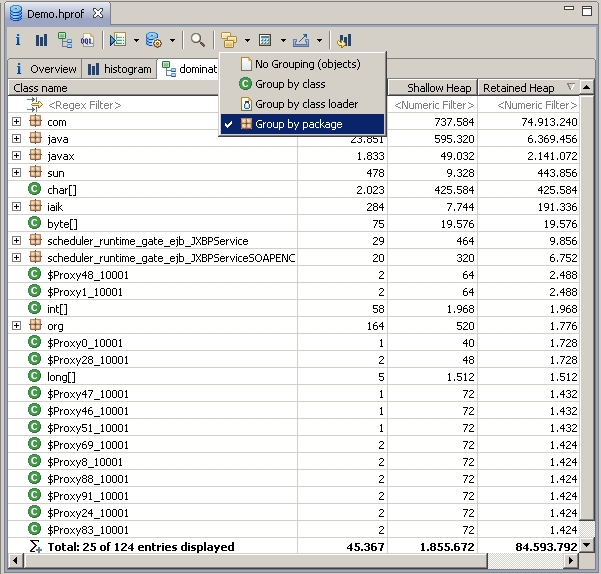 Demo.hprof
i OQL
i Overview histogram dominat
No Grouping (objects)
Group by class
Group by class loader
Group by package
Class name Shallow Heap Retained Heap
<Regex Filter> <Numeric Filter> <Numeric Filter>
com 737.584 74.913.240
java 23.851 595.320 6.369.456
javax 1.833 49.032 2.141.072
sun 478 9.328 443.856
char[] 2.023 425.584 425.584
iaik 284 7.744 191.336
byte[] 75 19.576 19.576
scheduler_runtime_gate_ejb_JXBPService 29 464 9.856
scheduler_runtime_gate_ejb_JXBPServiceSOAPENC 20 320 6.752
$Proxy48_10001 2 64 2.488
$Proxy1_10001 2 64 2.488
int[] 58 1.968 1.968
org 164 520 1.776
$Proxy0_10001 1 40 1.728
$Proxy28_10001 2 48 1.728
long[] 5 1.512 1.512
$Proxy47_10001 1 72 1.432
$Proxy46_10001 1 72 1.432
$Proxy51_10001 1 72 1.432
$Proxy69_10001 2 72 1.424
$Proxy8_10001 2 72 1.424
$Proxy88_10001 2 72 1.424
$Proxy91_10001 2 72 1.424
$Proxy24_10001 2 72 1.424
$Proxy83_10001 2 72 1.424
Total: 25 of 124 entries displayed 45.367 1.855.672 84.593.792